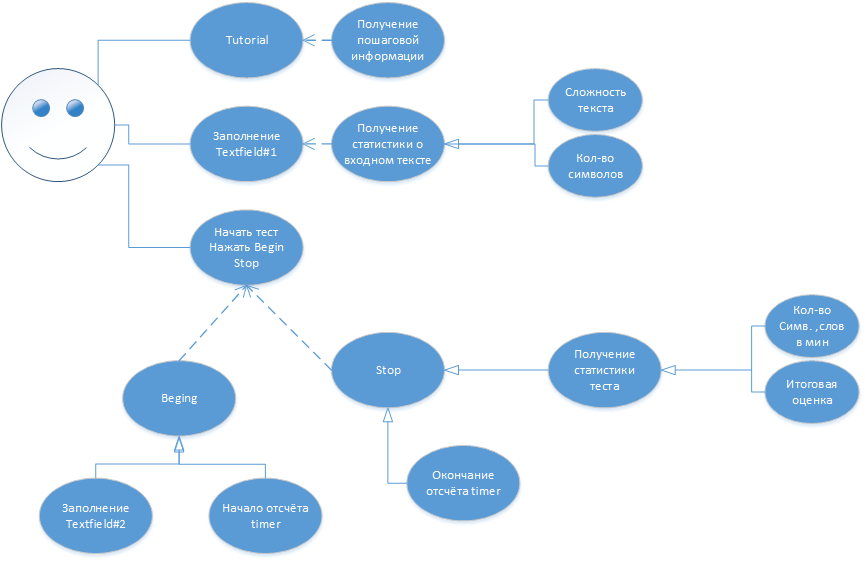 Tutorial
Получение
пошаговой
информации
Заполнение
Textfield#1
Получение
статистики о
входном тексте
Сложность
текста
Кол-во
символов
Начать тест
Нажать Begin
Stop
Beging
Stop
Получение
статистики
теста
Кол-во
Симв. ,слов
в мин
Итоговая
оценка
Заполнение
Textfield#2
Начало отсчёта
timer
Окончание
отсчёта timer